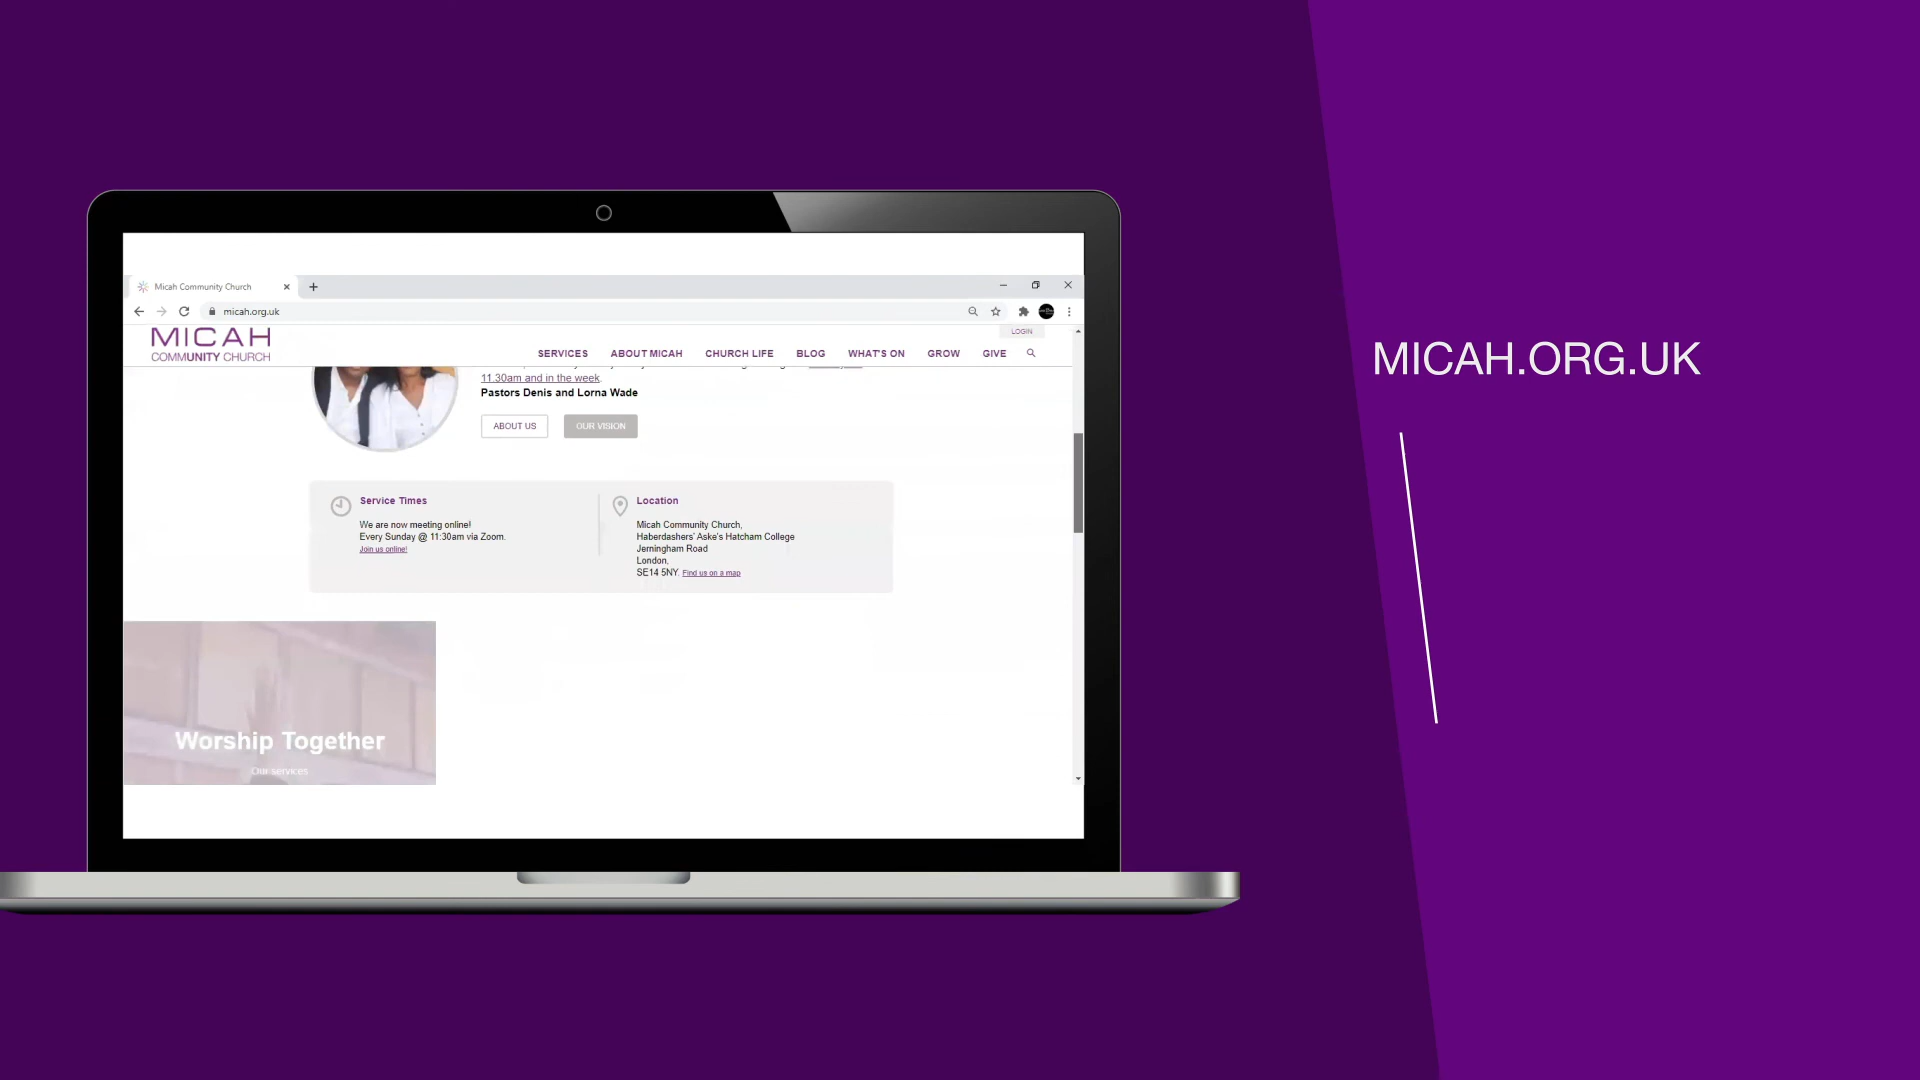 Micah Community Church
micah.org.uk
LOGIN
MICAH
COMMUNITY CHURCH
SERVICES ABOUT MICAH CHURCH LIFE BLOG WHAT'S ON GROW GIVE
11.30am and in the week.
Pastors Denis and Lorna Wade
ABOUT US OUR VISION
Service Times
We are now meeting online!
Every Sunday @ 11:30am via Zoom.
Join us online!
Location
Micah Community Church,
Haberdashers' Aske's Hatcham College
Jerningham Road
London,
SE14 5NY. Find us on a map
Worship Together
Our services
MICAH.ORG.UK